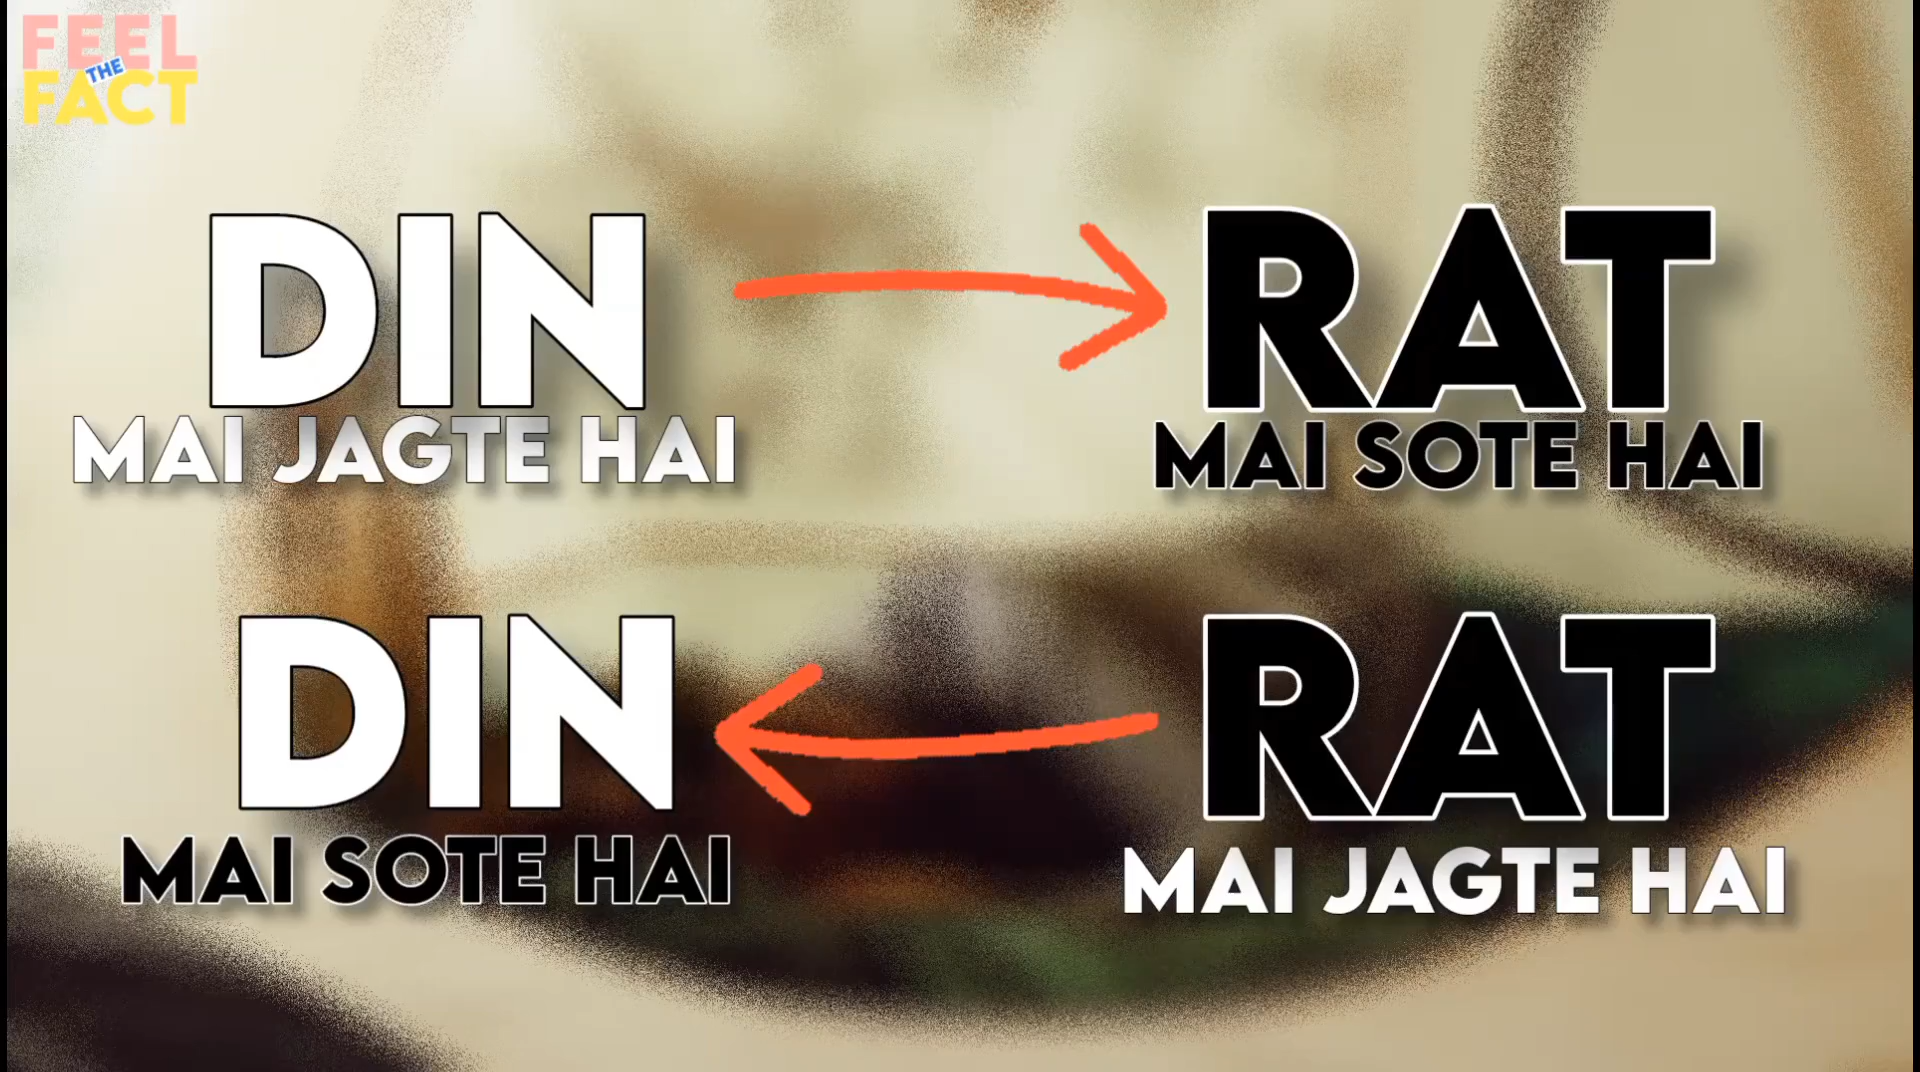 FEEL
THE
FACT
DIN
MAI JAGTE HAI
RAT
MAI SOTE HAI
DIN
MAI SOTE HAI
RAT
MAI JAGTE HAI